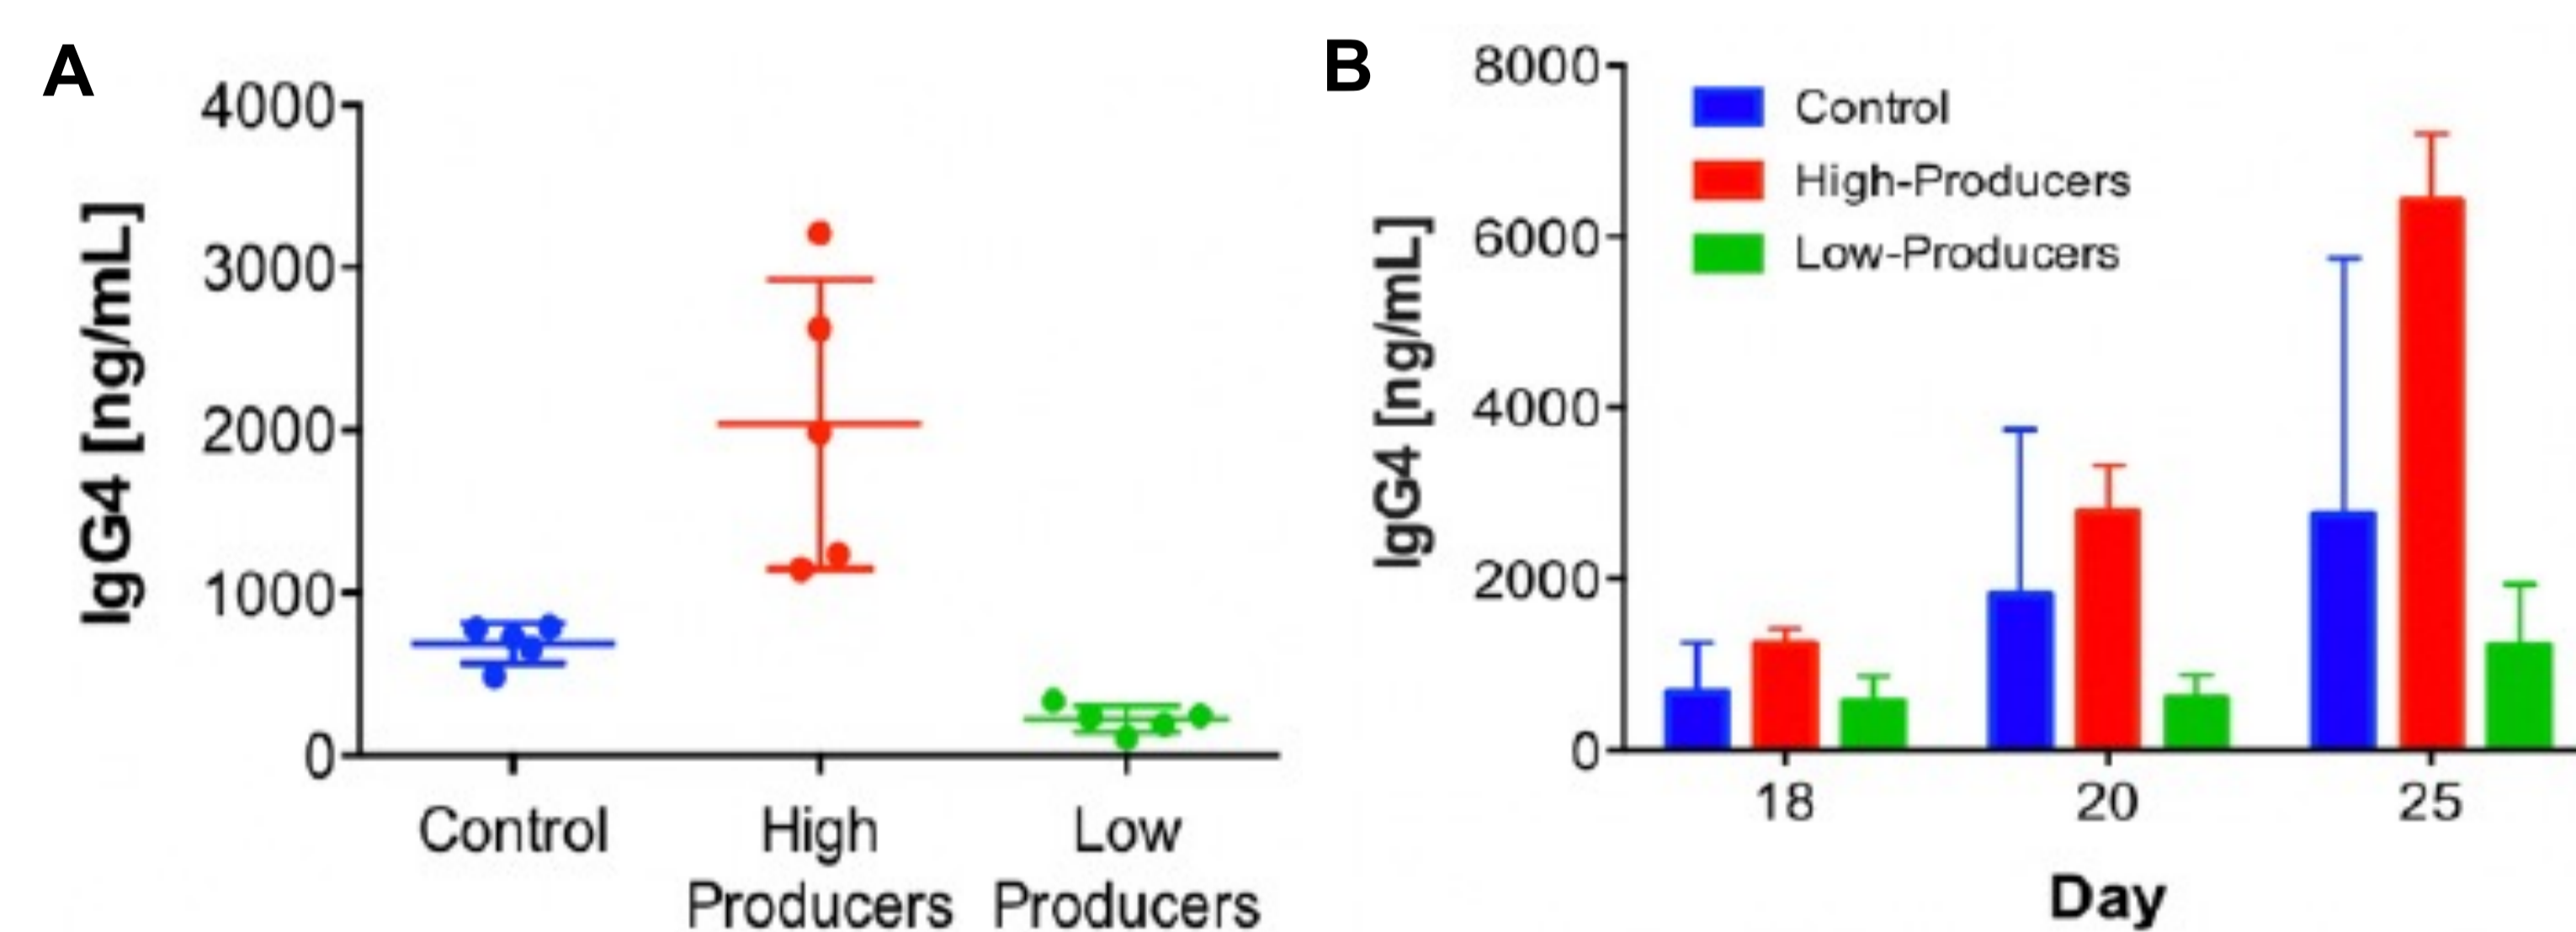 A
IgG4 [ng/mL]
4000
3000
2000
1000
0
Control
High
Producers
Low
Producers
B
IgG4 [ng/mL]
8000
6000
4000
2000
0
Control
High-Producers
Low-Producers
18 20 25
Day